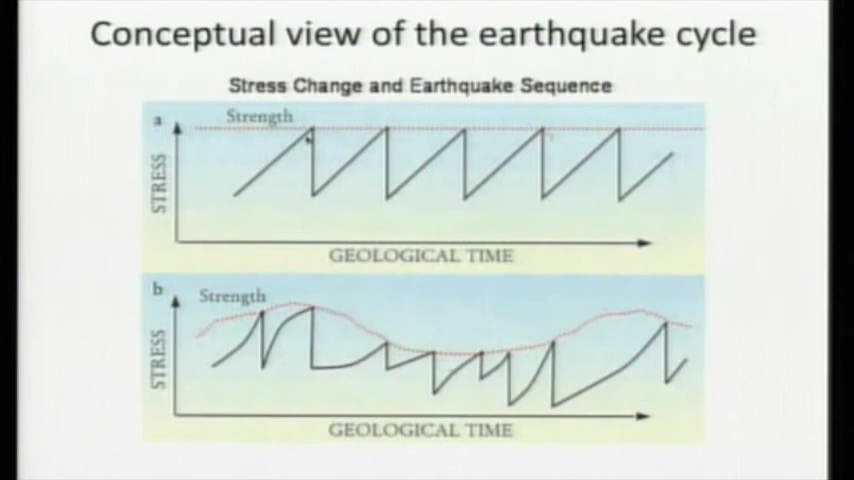 Conceptual view of the earthquake cycle
Stress Change and Earthquake Sequence
a
Strength
STRESS
GEOLOGICAL TIME
b
Strength
STRESS
GEOLOGICAL TIME